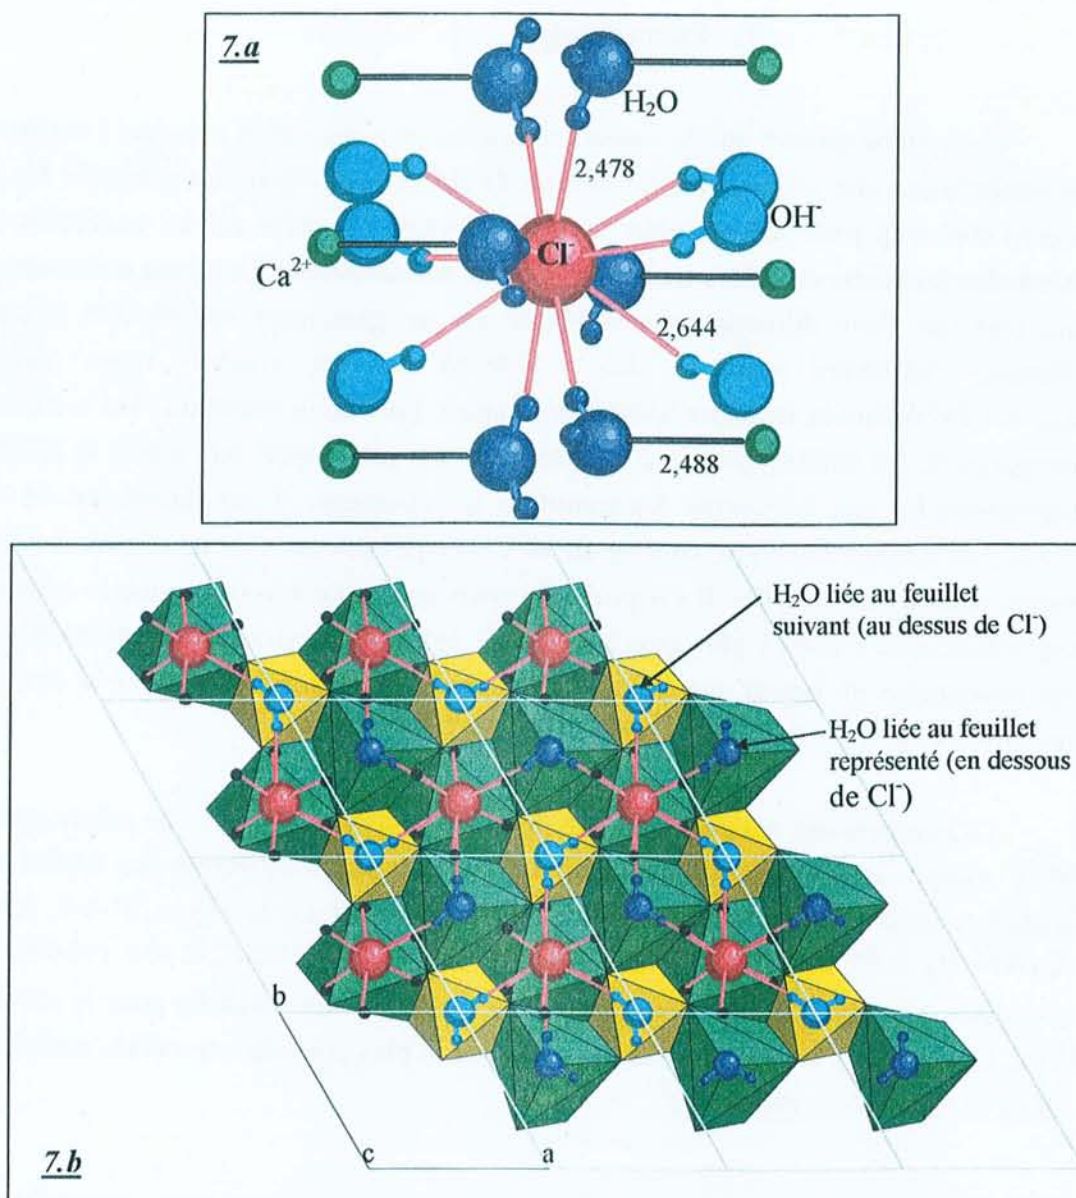 7.a
H₂O
2,478
OH⁻
Cl⁻
Ca²⁺
2,644
2,488
H₂O liée au feuillet
suivant (au dessus de Cl⁻)
H₂O liée au feuillet
représenté (en dessous
de Cl⁻)
b
c
a
7.b